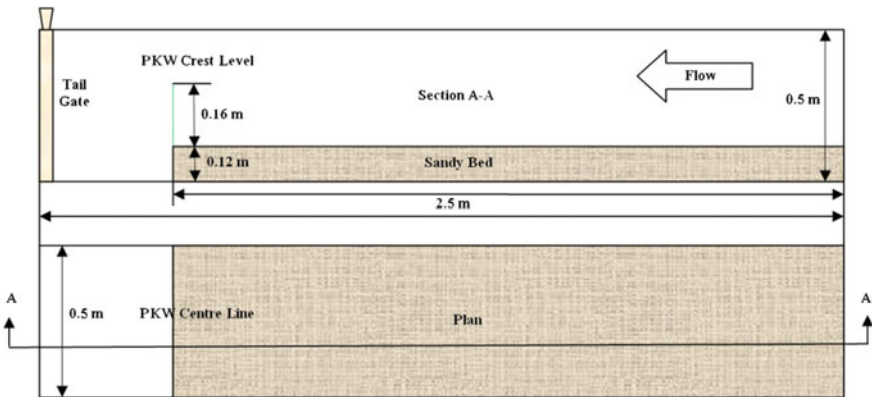 PKW Crest Level
Tail
Gate
Flow
Section A-A
0.5 m
0.16 m
0.12 m
Sandy Bed
2.5 m
A
A
0.5 m
PKW Centre Line
Plan